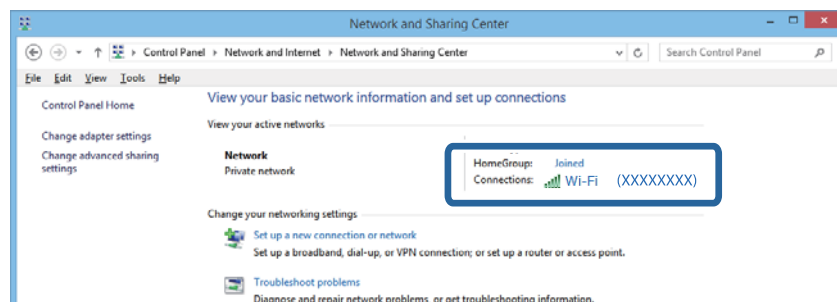 Network and Sharing Center
Control Panel Network and Internet Network and Sharing Center
Search Control Panel
File Edit View Tools Help
Control Panel Home
Change adapter settings
Change advanced sharing
settings
View your basic network information and set up connections
View your active networks
Network
Private network
HomeGroup: Joined
Connections: Wi-Fi (XXXXXXXX)
Change your networking settings
Set up a new connection or network
Set up a broadband, dial-up, or VPN connection; or set up a router or access point.
Troubleshoot problems
Diagnose and repair network problems, or get troubleshooting information.